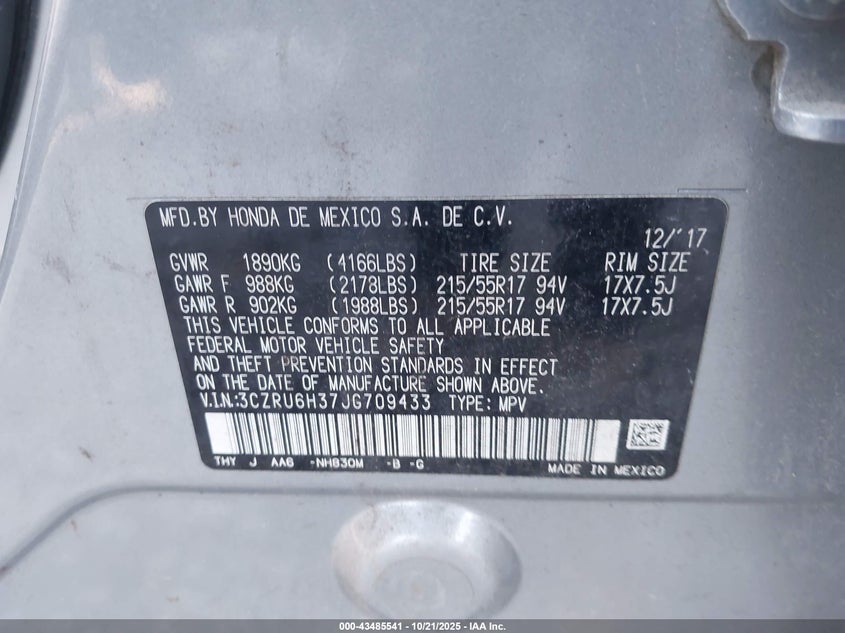 MFD.BY HONDA DE MEXICO S.A. DE C.V.
12/'17
GVWR 1890KG (4166LBS) TIRE SIZE RIM SIZE
GAWR F 988KG (2178LBS) 215/55R17 94V 17X7.5J
GAWR R 902KG (1988LBS) 215/55R17 94V 17X7.5J
THIS VEHICLE CONFORMS TO ALL APPLICABLE
FEDERAL MOTOR VEHICLE SAFETY
AND THEFT PREVENTION STANDARDS IN EFFECT
ON THE DATE OF MANUFACTURE SHOWN ABOVE.
V.I.N.:3CZRU6H37JG709433 TYPE: MPV
THY J AA6 -NH830M -B -G
MADE IN MEXICO
000-43485541 | 10/21/2025 - IAA Inc.